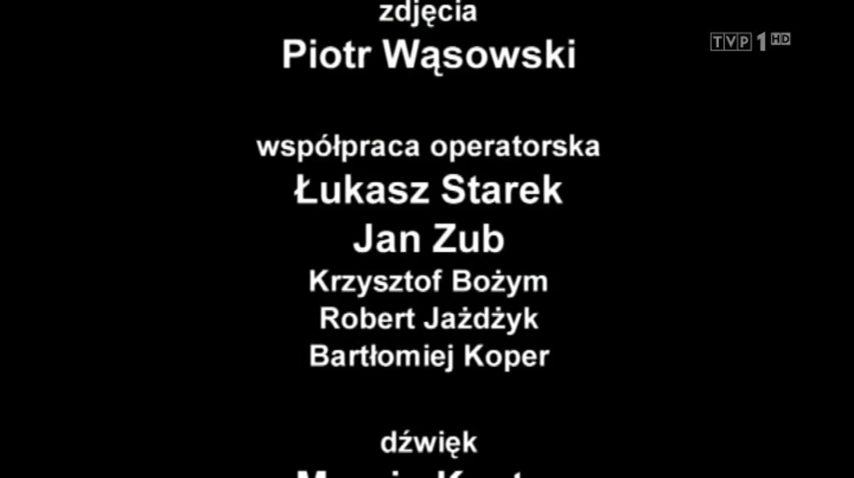 zdjęcia
TVP1 HD
Piotr Wąsowski
współpraca operatorska
Łukasz Starek
Jan Zub
Krzysztof Bożym
Robert Jażdżyk
Bartłomiej Koper
dźwięk